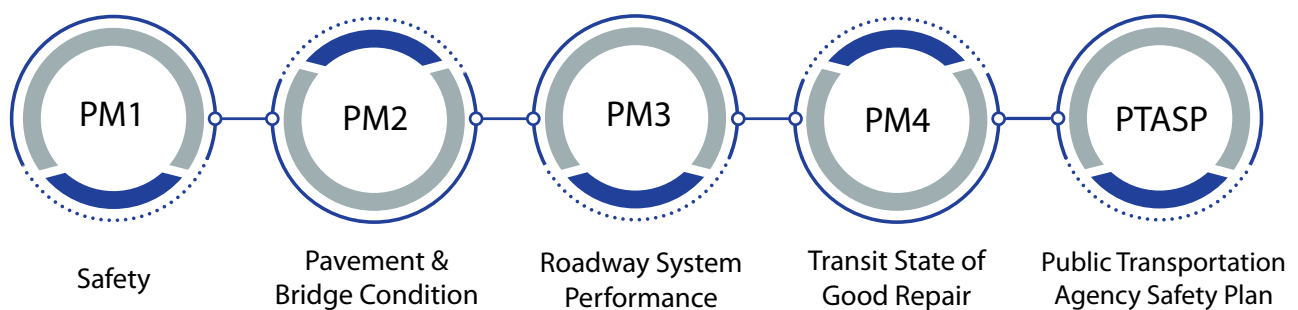 PM1
PM2
PM3
PM4
PTASP
Safety
Pavement &
Bridge Condition
Roadway System
Performance
Transit State of
Good Repair
Public Transportation
Agency Safety Plan